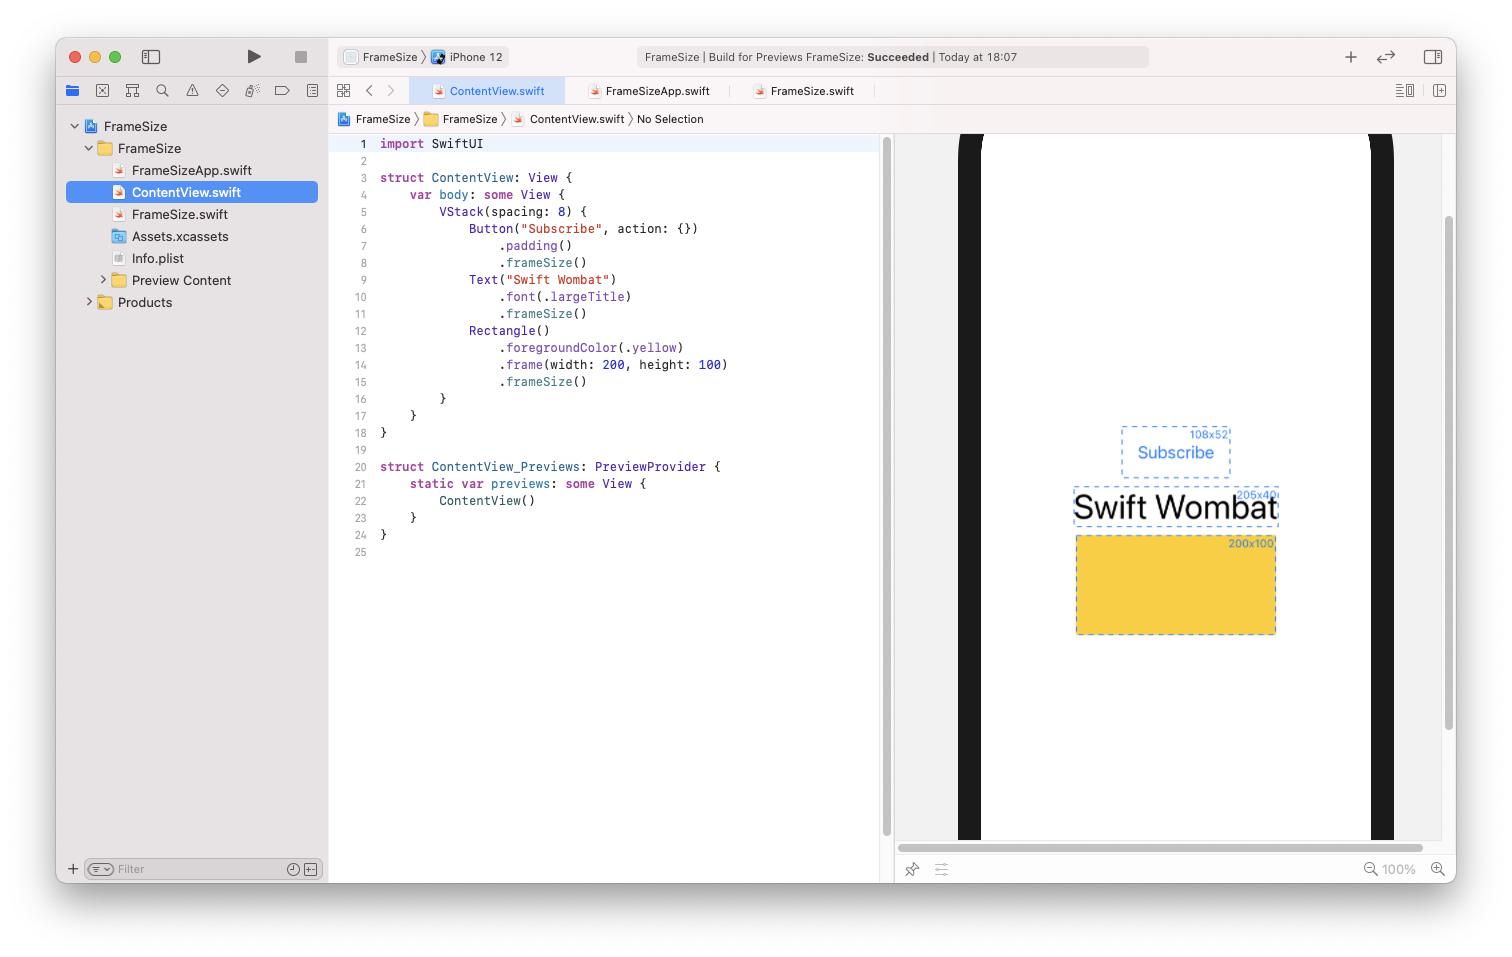 FrameSize
iPhone 12
FrameSize | Build for Previews FrameSize: Succeeded | Today at 18:07
ContentView.swift
FrameSizeApp.swift
FrameSize.swift
FrameSize
FrameSize
ContentView.swift
No Selection
FrameSize
FrameSize
FrameSizeApp.swift
ContentView.swift
FrameSize.swift
Assets.xcassets
Info.plist
Preview Content
Products
Filter
1 import SwiftUI
2
3 struct ContentView: View {
4 var body: some View {
5 VStack(spacing: 8) {
6 Button("Subscribe", action: {})
7 .padding()
8 .frameSize()
9 Text("Swift Wombat")
10 .font(.largeTitle)
11 .frameSize()
12 Rectangle()
13 .foregroundColor(.yellow)
14 .frame(width: 200, height: 100)
15 .frameSize()
16 }
17 }
18 }
19
20 struct ContentView_Previews: PreviewProvider {
21 static var previews: some View {
22 ContentView()
23 }
24 }
25
108x52
Subscribe
205x40
Swift Wombat
200x100
100%